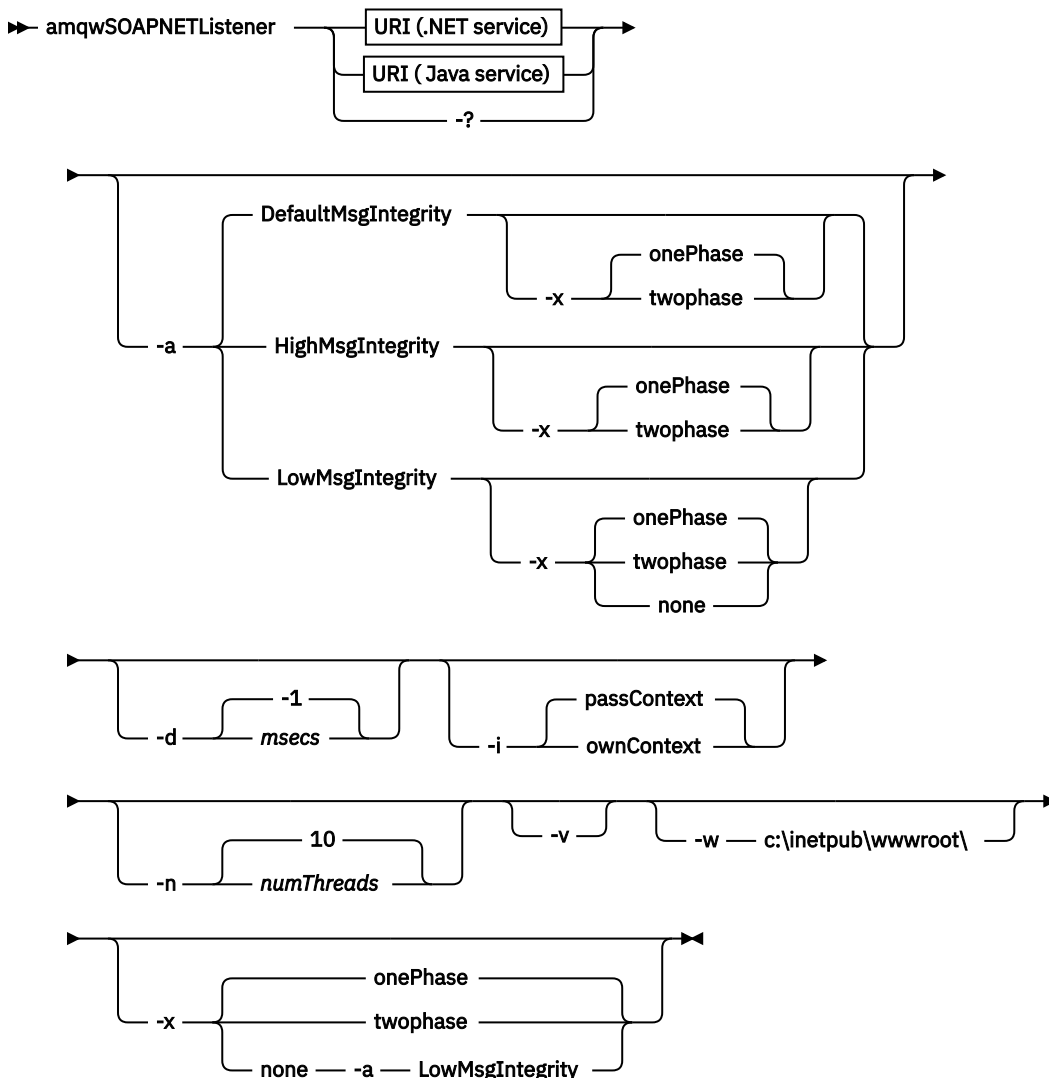 amqwSOAPNETListener
URI (.NET service)
URI ( Java service)
-?
DefaultMsgIntegrity
onePhase
-x twophase
-a HighMsgIntegrity
onePhase
-x twophase
LowMsgIntegrity
onePhase
-x twophase
none
-1
-d msecs
passContext
-i ownContext
10
-n numThreads
-v
-w c:\inetpub\wwwroot\
onePhase
-x twophase
none -a LowMsgIntegrity